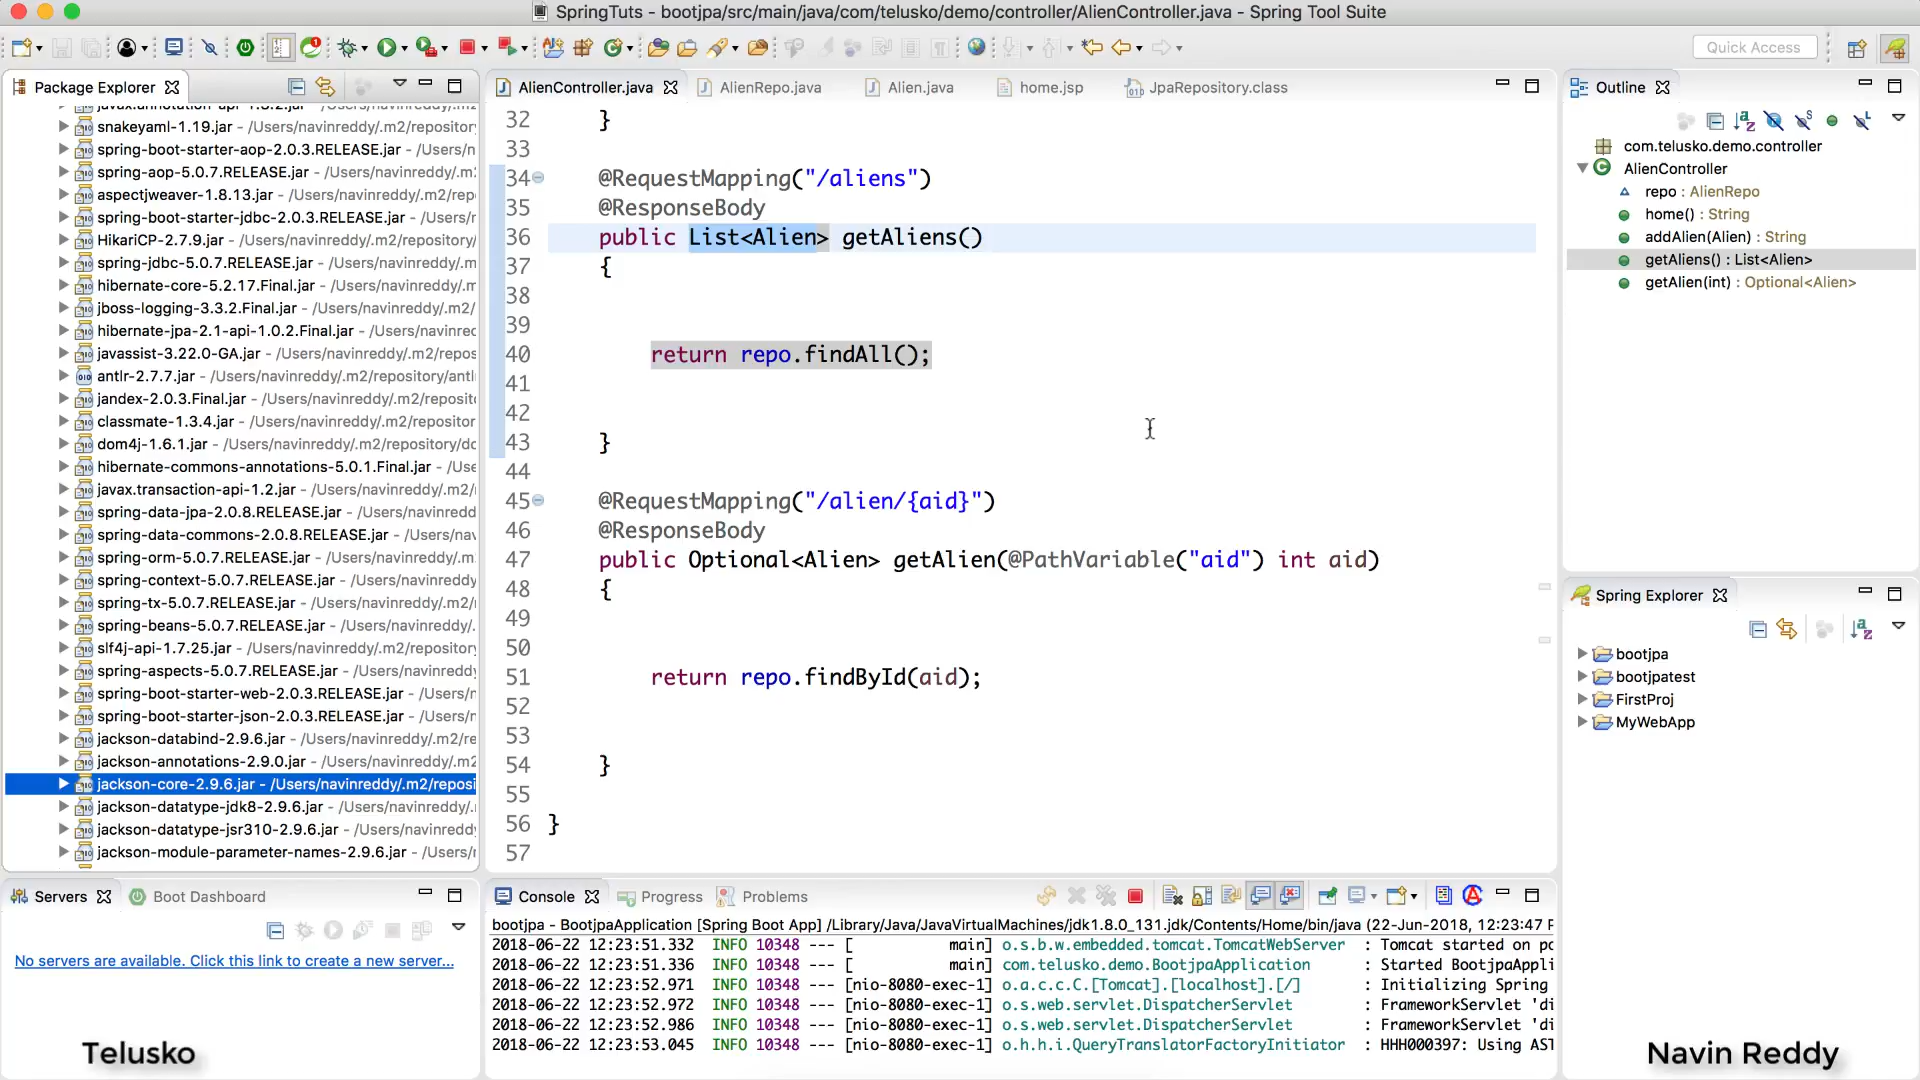 SpringTuts - bootjpa/src/main/java/com/telusko/demo/controller/AlienController.java - Spring Tool Suite
Quick Access
Package Explorer
snakeyaml-1.19.jar - /Users/navinreddy/.m2/repository
spring-boot-starter-aop-2.0.3.RELEASE.jar - /Users/n
spring-aop-5.0.7.RELEASE.jar - /Users/navinreddy/.m2
aspectjweaver-1.8.13.jar - /Users/navinreddy/.m2/rep
spring-boot-starter-jdbc-2.0.3.RELEASE.jar - /Users/n
HikariCP-2.7.9.jar - /Users/navinreddy/.m2/repository
spring-jdbc-5.0.7.RELEASE.jar - /Users/navinreddy/.m
hibernate-core-5.2.17.Final.jar - /Users/navinreddy/.m
jboss-logging-3.3.2.Final.jar - /Users/navinreddy/.m2
hibernate-jpa-2.1-api-1.0.2.Final.jar - /Users/navinred
javassist-3.22.0-GA.jar - /Users/navinreddy/.m2/repos
antlr-2.7.7.jar - /Users/navinreddy/.m2/repository/antl
jandex-2.0.3.Final.jar - /Users/navinreddy/.m2/reposit
classmate-1.3.4.jar - /Users/navinreddy/.m2/repositor
dom4j-1.6.1.jar - /Users/navinreddy/.m2/repository/dc
hibernate-commons-annotations-5.0.1.Final.jar - /Use
javax.transaction-api-1.2.jar - /Users/navinreddy/.m2/
spring-data-jpa-2.0.8.RELEASE.jar - /Users/navinredd
spring-data-commons-2.0.8.RELEASE.jar - /Users/nav
spring-orm-5.0.7.RELEASE.jar - /Users/navinreddy/.m
spring-context-5.0.7.RELEASE.jar - /Users/navinreddy
spring-tx-5.0.7.RELEASE.jar - /Users/navinreddy/.m2/
spring-beans-5.0.7.RELEASE.jar - /Users/navinreddy/.
slf4j-api-1.7.25.jar - /Users/navinreddy/.m2/repositor
spring-aspects-5.0.7.RELEASE.jar - /Users/navinreddy
spring-boot-starter-web-2.0.3.RELEASE.jar - /Users/n
spring-boot-starter-json-2.0.3.RELEASE.jar - /Users/n
jackson-databind-2.9.6.jar - /Users/navinreddy/.m2/re
jackson-annotations-2.9.0.jar - /Users/navinreddy/.m2
jackson-core-2.9.6.jar - /Users/navinreddy/.m2/reposi
jackson-datatype-jdk8-2.9.6.jar - /Users/navinreddy/.
jackson-datatype-jsr310-2.9.6.jar - /Users/navinredd
jackson-module-parameter-names-2.9.6.jar - /Users/r
AlienController.java
AlienRepo.java
Alien.java
home.jsp
JpaRepository.class
32 }
33
34 @RequestMapping("/aliens")
35 @ResponseBody
36 public List<Alien> getAliens()
37 {
38
39
40 return repo.findAll();
41
42
43 }
44
45 @RequestMapping("/alien/{aid}")
46 @ResponseBody
47 public Optional<Alien> getAlien(@PathVariable("aid") int aid)
48 {
49
50
51 return repo.findById(aid);
52
53
54 }
55
56 }
57
Outline
com.telusko.demo.controller
AlienController
repo : AlienRepo
home() : String
addAlien(Alien) : String
getAliens() : List<Alien>
getAlien(int) : Optional<Alien>
Spring Explorer
bootjpa
bootjpatest
FirstProj
MyWebApp
Servers
Boot Dashboard
No servers are available. Click this link to create a new server...
Telusko
Console
Progress
Problems
bootjpa - BootjpaApplication [Spring Boot App] /Library/Java/JavaVirtualMachines/jdk1.8.0_131.jdk/Contents/Home/bin/java (22-Jun-2018, 12:23:47 P
2018-06-22 12:23:51.332 INFO 10348 --- [ main] o.s.b.w.embedded.tomcat.TomcatWebServer : Tomcat started on po
2018-06-22 12:23:51.336 INFO 10348 --- [ main] com.telusko.demo.BootjpaApplication : Started BootjpaAppli
2018-06-22 12:23:52.971 INFO 10348 --- [nio-8080-exec-1] o.a.c.c.C.[Tomcat].[localhost].[/] : Initializing Spring
2018-06-22 12:23:52.972 INFO 10348 --- [nio-8080-exec-1] o.s.web.servlet.DispatcherServlet : FrameworkServlet 'di
2018-06-22 12:23:52.986 INFO 10348 --- [nio-8080-exec-1] o.s.web.servlet.DispatcherServlet : FrameworkServlet 'di
2018-06-22 12:23:53.045 INFO 10348 --- [nio-8080-exec-1] o.h.h.i.QueryTranslatorFactoryInitiator : HHH000397: Using AST
Navin Reddy